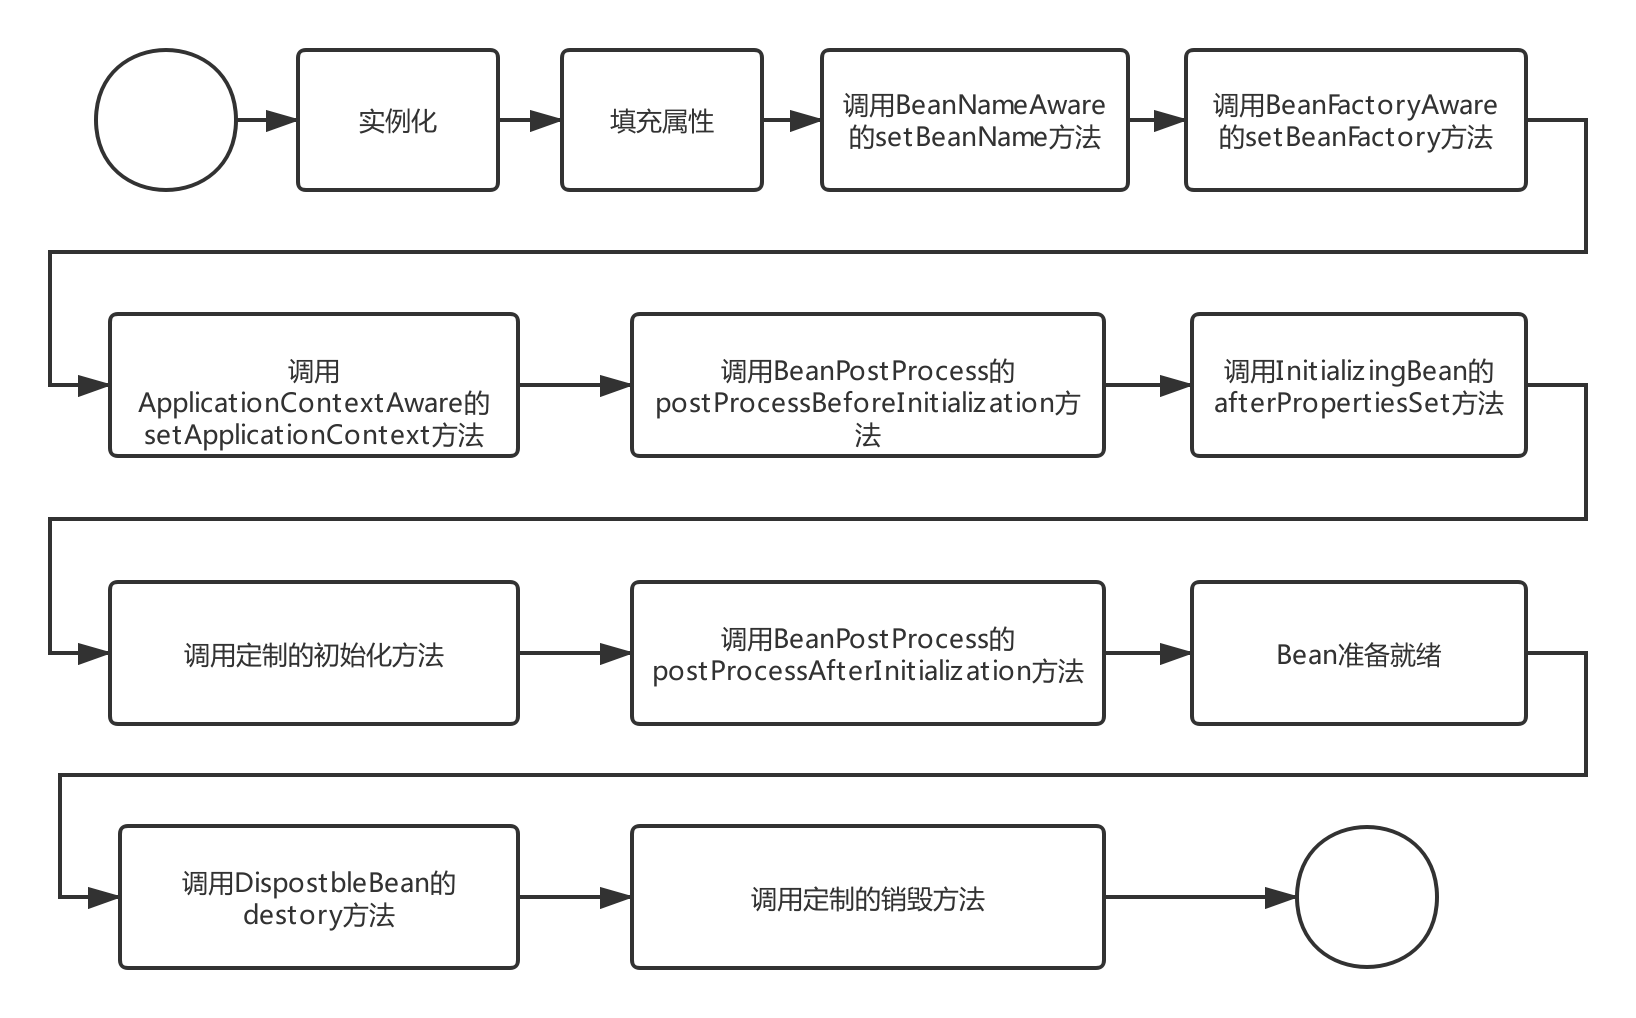 实例化
填充属性
调用BeanNameAware
的setBeanName方法
调用BeanFactoryAware
的setBeanFactory方法
调用
ApplicationContextAware的
setApplicationContext方法
调用BeanPostProcess的
postProcessBeforeInitialization方
法
调用InitializingBean的
afterPropertiesSet方法
调用定制的初始化方法
调用BeanPostProcess的
postProcessAfterInitialization方法
Bean准备就绪
调用DispostbleBean的
destory方法
调用定制的销毁方法